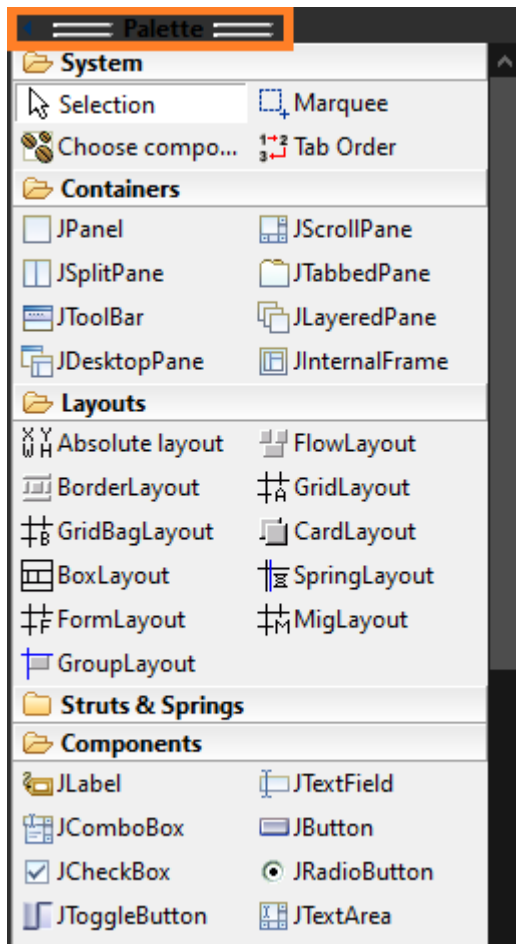 Palette
System
Selection Marquee
Choose compo... Tab Order
Containers
JPanel JScrollPane
JSplitPane JTabbedPane
JToolBar JLayeredPane
JDesktopPane JInternalFrame
Layouts
Absolute layout FlowLayout
BorderLayout GridLayout
GridBagLayout CardLayout
BoxLayout SpringLayout
FormLayout MigLayout
GroupLayout
Struts & Springs
Components
JLabel JTextField
JComboBox JButton
JCheckBox JRadioButton
JToggleButton JTextArea